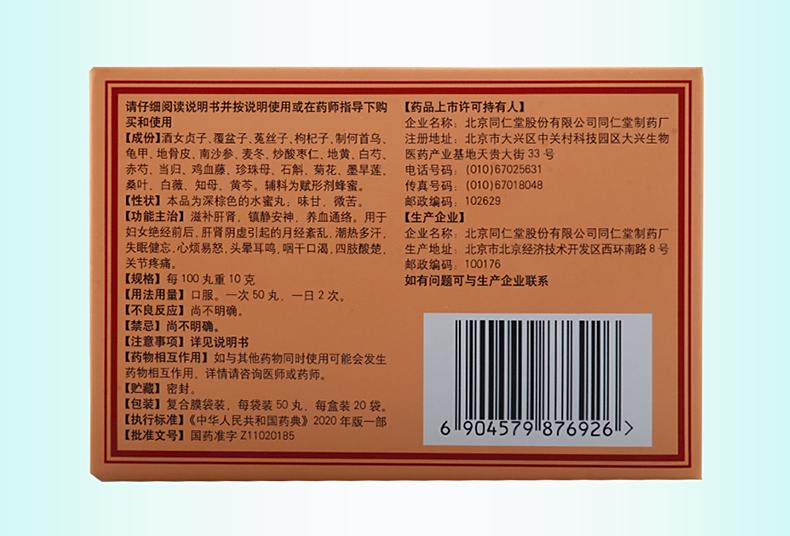 请仔细阅读说明书并按说明使用或在药师指导下购
买和使用
【成份】酒女贞子、覆盆子、菟丝子、枸杞子、制何首乌、
龟甲、地骨皮、南沙参、麦冬、炒酸枣仁、地黄、白芍、
赤芍、当归、鸡血藤、珍珠母、石斛、菊花、墨旱莲、
桑叶、白薇、知母、黄芩。辅料为赋形剂蜂蜜。
【性状】本品为深棕色的水蜜丸；味甘、微苦。
【功能主治】滋补肝肾，镇静安神，养血通络。用于
妇女绝经前后，肝肾阴虚引起的月经紊乱，潮热多汗，
失眠健忘，心烦易怒，头晕耳鸣，咽干口渴，四肢酸楚，
关节疼痛。
【规格】每100丸重10克
【用法用量】口服。一次50丸，一日2次。
【不良反应】尚不明确。
【禁忌】尚不明确。
【注意事项】详见说明书
【药物相互作用】如与其他药物同时使用可能会发生
药物相互作用，详情请咨询医师或药师。
【贮藏】密封。
【包装】复合膜袋装，每袋装50丸，每盒装20袋。
【执行标准】《中华人民共和国药典》2020年版一部
【批准文号】国药准字Z11020185
【药品上市许可持有人】
企业名称：北京同仁堂股份有限公司同仁堂制药厂
注册地址：北京市大兴区中关村科技园区大兴生物
医药产业基地天贵大街33号
电话号码：(010)67025631
传真号码：(010)67018048
邮政编码：102629
【生产企业】
企业名称：北京同仁堂股份有限公司同仁堂制药厂
生产地址：北京市北京经济技术开发区西环南路8号
邮政编码：100176
如有问题可与生产企业联系
6 904579 876926 >